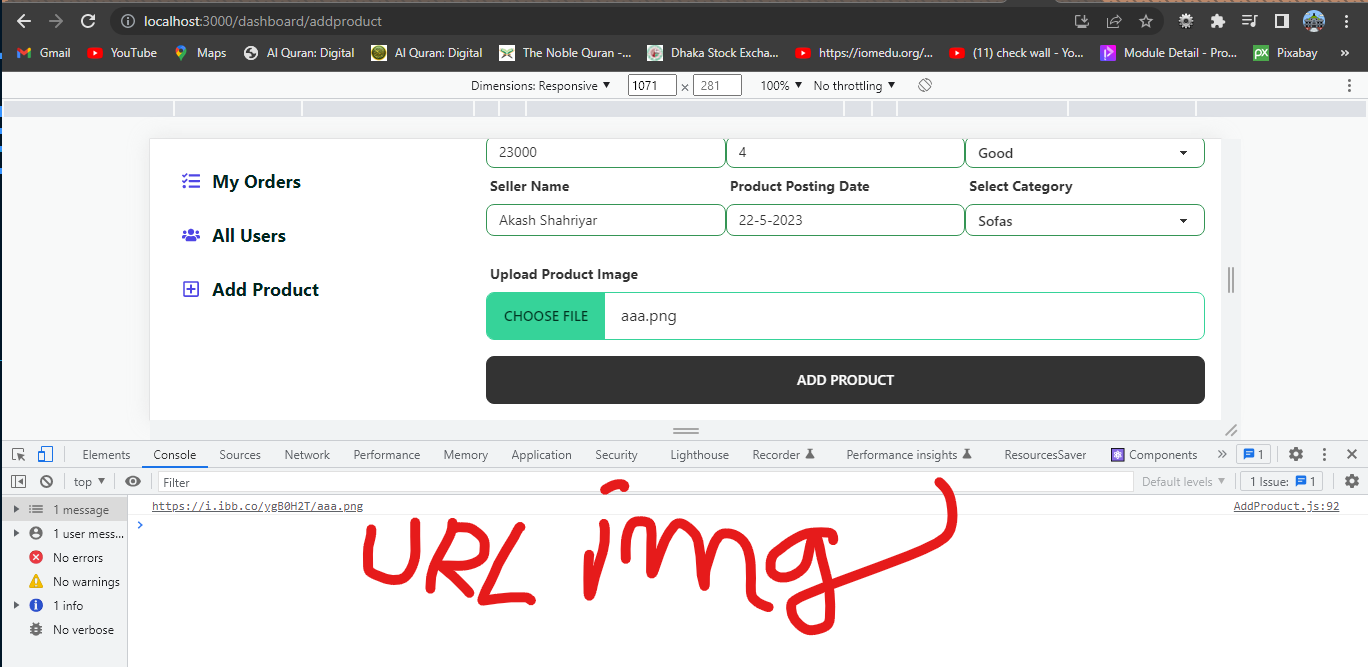 localhost:3000/dashboard/addproduct
Gmail YouTube Maps Al Quran: Digital Al Quran: Digital The Noble Quran -... Dhaka Stock Excha... https://iomedu.org/... (11) check wall - Yo... Module Detail - Pro... px Pixabay »
Dimensions: Responsive 1071 × 281 100% No throttling
23000 4 Good
My Orders
Seller Name Product Posting Date Select Category
Akash Shahriyar 22-5-2023 Sofas
All Users
Upload Product Image
Add Product
CHOOSE FILE aaa.png
ADD PRODUCT
Elements Console Sources Network Performance Memory Application Security Lighthouse Recorder Performance insights ResourcesSaver Components » 1
top Filter Default levels 1 Issue: 1
1 message https://i.ibb.co/ygB0H2T/aaa.png AddProduct.js:92
1 user mess...
No errors
URL img
No warnings
1 info
No verbose